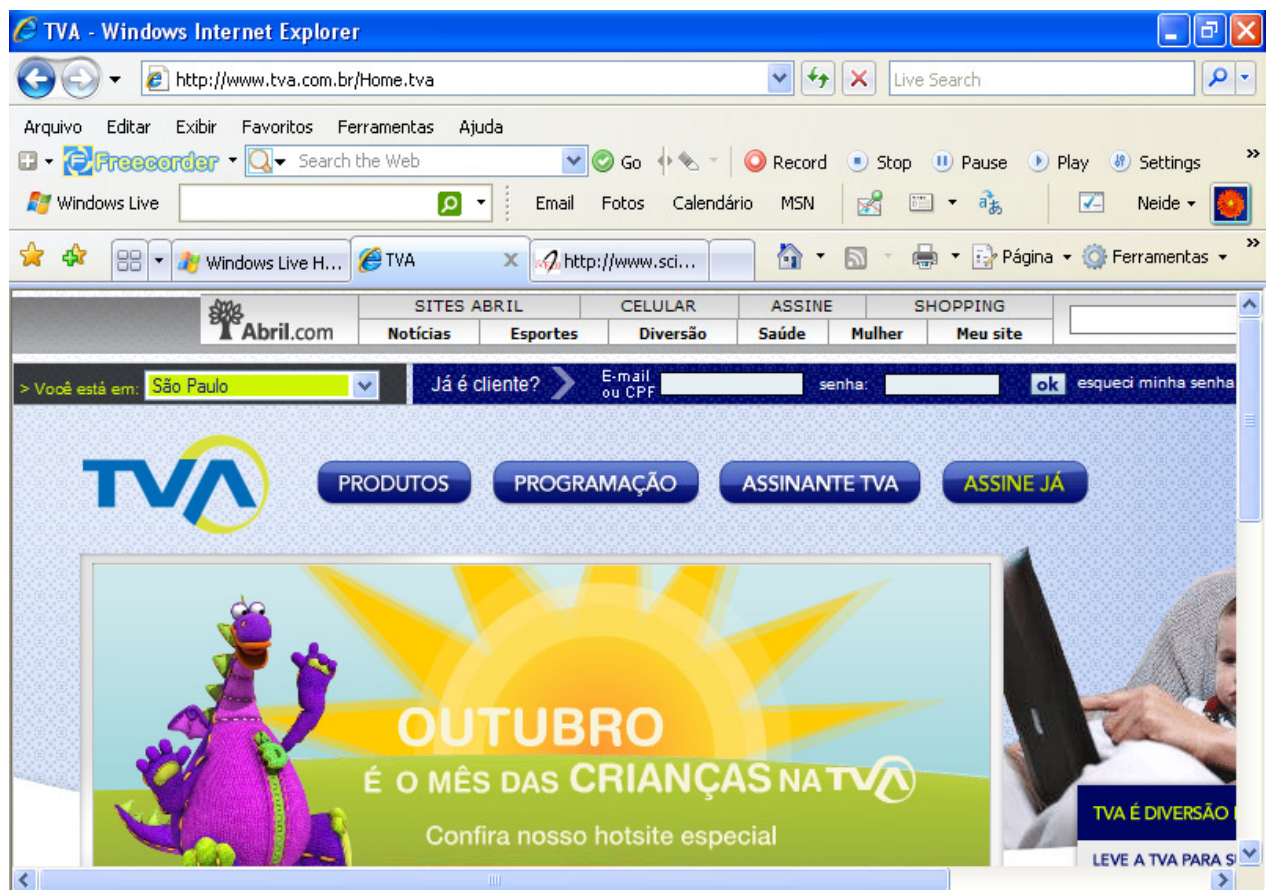 TVA - Windows Internet Explorer
http://www.tva.com.br/Home.tva Live Search
Arquivo Editar Exibir Favoritos Ferramentas Ajuda
Freecorder Search the Web Go Record Stop Pause Play Settings »
Windows Live Email Fotos Calendário MSN Neide
Windows Live H... TVA http://www.sci... Página Ferramentas »
SITES ABRIL CELULAR ASSINE SHOPPING
Abril.com Notícias Esportes Diversão Saúde Mulher Meu site
> Você está em: São Paulo Já é cliente? E-mail ou CPF senha: ok esqueci minha senha
TVA PRODUTOS PROGRAMAÇÃO ASSINANTE TVA ASSINE JÁ
OUTUBRO
É O MÊS DAS CRIANÇAS NA TVA
Confira nosso hotsite especial
TVA É DIVERSÃO
LEVE A TVA PARA S